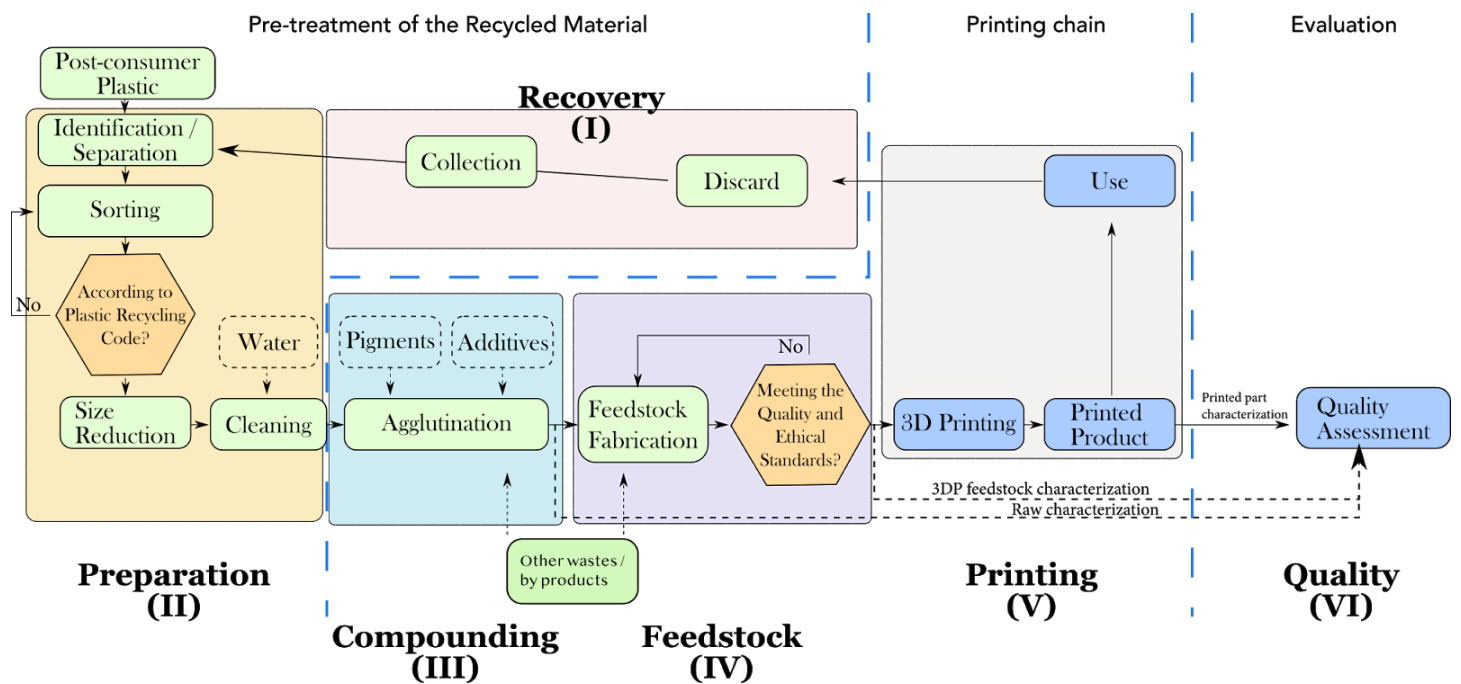 Pre-treatment of the Recycled Material
Printing chain
Evaluation
Post-consumer
Plastic
Recovery
(I)
Identification /
Separation
Collection
Discard
Use
Sorting
No
According to
Plastic Recycling
Code?
Water
Pigments
Additives
No
Size
Reduction
Cleaning
Agglutination
Feedstock
Fabrication
Meeting the
Quality and
Ethical
Standards?
3D Printing
Printed
Product
Printed part
characterization
Quality
Assessment
3DP feedstock characterization
Raw characterization
Other wastes /
by products
Preparation
(II)
Compounding
(III)
Feedstock
(IV)
Printing
(V)
Quality
(VI)